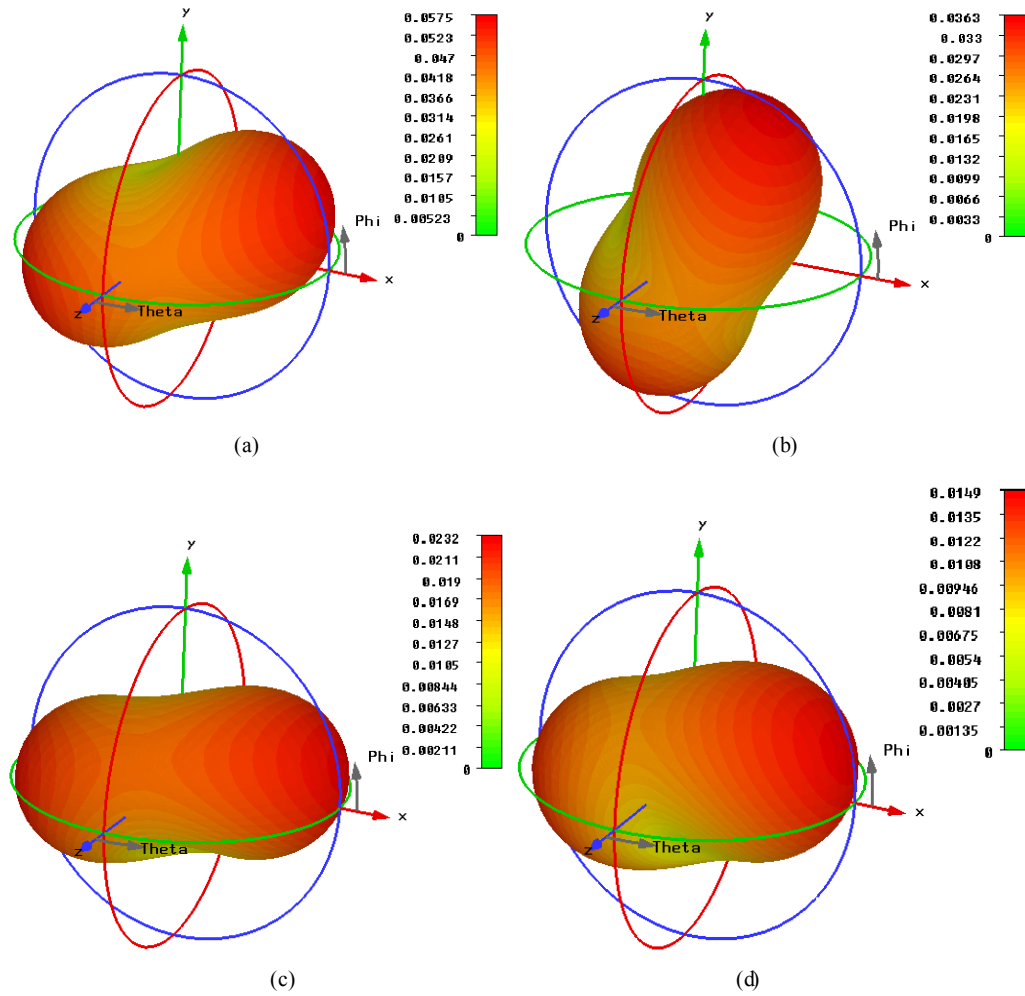 0.0575
0.0523
0.047
0.0418
0.0366
0.0314
0.0261
0.0209
0.0157
0.0105
0.00523
0
y
Phi
x
z
Theta
(a)
0.0363
0.033
0.0297
0.0264
0.0231
0.0198
0.0165
0.0132
0.0099
0.0066
0.0033
0
y
Phi
x
z
Theta
(b)
0.0232
0.0211
0.019
0.0169
0.0148
0.0127
0.0105
0.00844
0.00633
0.00422
0.00211
0
y
Phi
x
z
Theta
(c)
0.0149
0.0135
0.0122
0.0108
0.00946
0.0081
0.00675
0.0054
0.00405
0.0027
0.00135
0
y
Phi
x
z
Theta
(d)